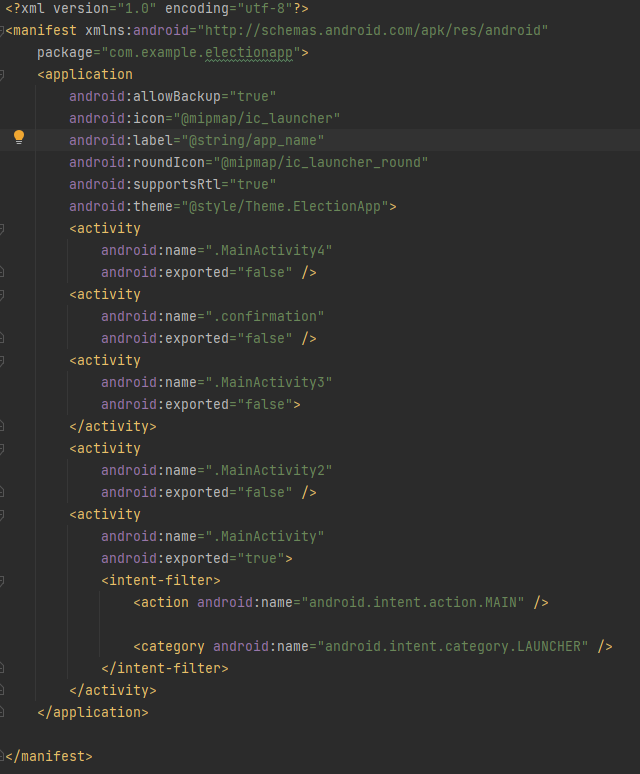 <?xml version="1.0" encoding="utf-8"?>
<manifest xmlns:android="http://schemas.android.com/apk/res/android"
    package="com.example.electionapp">
    <application
        android:allowBackup="true"
        android:icon="@mipmap/ic_launcher"
        android:label="@string/app_name"
        android:roundIcon="@mipmap/ic_launcher_round"
        android:supportsRtl="true"
        android:theme="@style/Theme.ElectionApp">
        <activity
            android:name=".MainActivity4"
            android:exported="false" />
        <activity
            android:name=".confirmation"
            android:exported="false" />
        <activity
            android:name=".MainActivity3"
            android:exported="false">
        </activity>
        <activity
            android:name=".MainActivity2"
            android:exported="false" />
        <activity
            android:name=".MainActivity"
            android:exported="true">
            <intent-filter>
                <action android:name="android.intent.action.MAIN" />

                <category android:name="android.intent.category.LAUNCHER" />
            </intent-filter>
        </activity>
    </application>

</manifest>